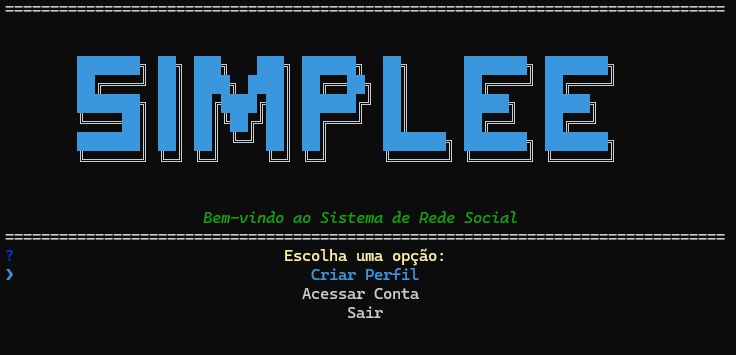 ================================================================================
SIMPLEE
Bem-vindo ao Sistema de Rede Social
================================================================================
? Escolha uma opção:
❯ Criar Perfil
Acessar Conta
Sair